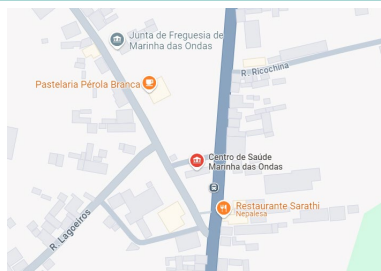 Junta de Freguesia de
Marinha das Ondas
R. Ricochina
Pastelaria Pérola Branca
Centro de Saúde
Marinha das Ondas
Restaurante Sarathi
Nepalesa
R. Lagoeiros